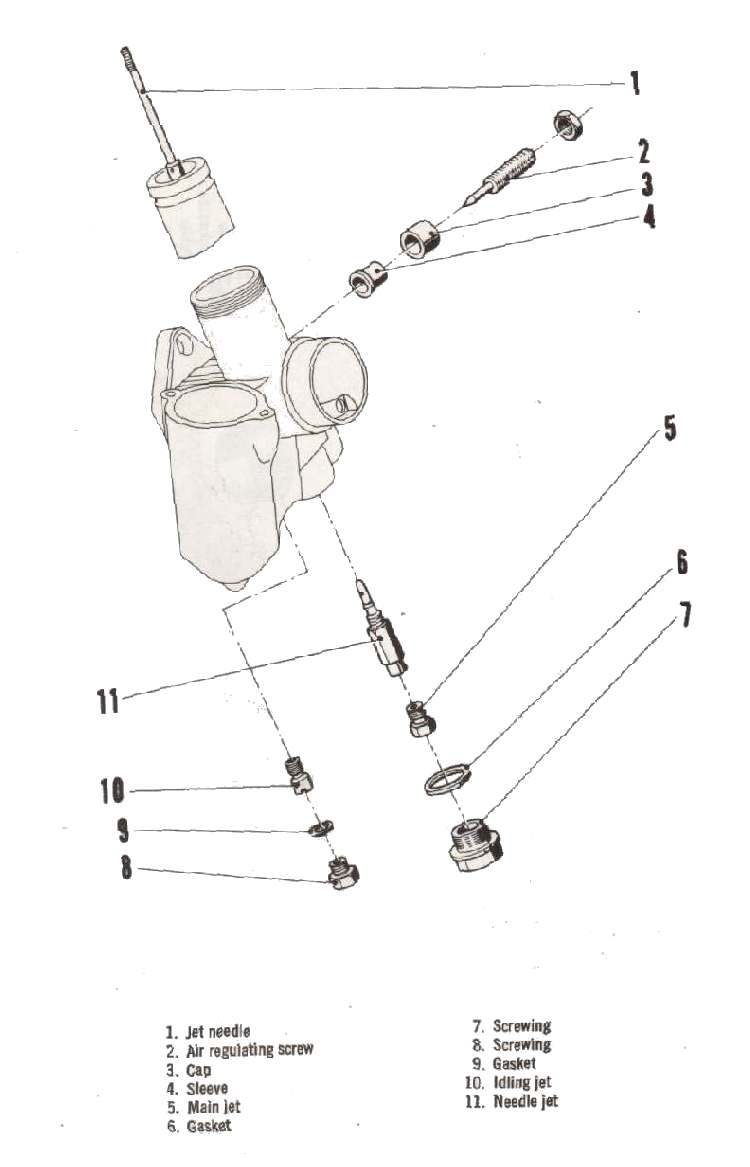 1
2
3
4
5
6
7
11
10
9
8
1. Jet needle
2. Air regulating screw
3. Cap
4. Sleeve
5. Main jet
6. Gasket
7. Screwing
8. Screwing
9. Gasket
10. Idling jet
11. Needle jet